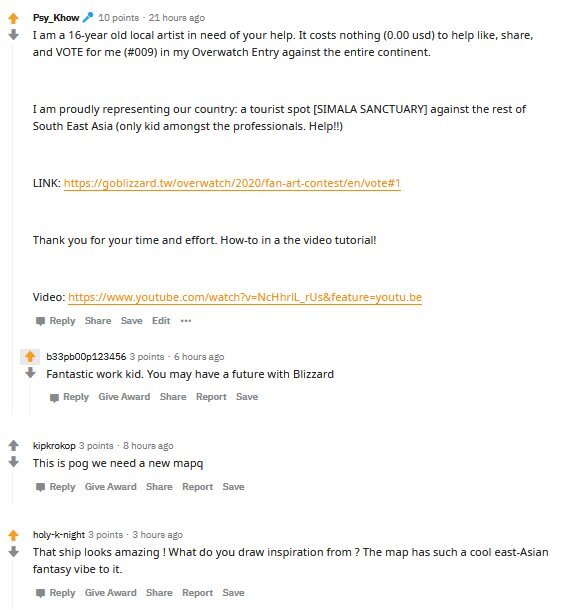 Psy_Khow 10 points · 21 hours ago
I am a 16-year old local artist in need of your help. It costs nothing (0.00 usd) to help like, share,
and VOTE for me (#009) in my Overwatch Entry against the entire continent.
I am proudly representing our country: a tourist spot [SIMALA SANCTUARY] against the rest of
South East Asia (only kid amongst the professionals. Help!!)
LINK: https://goblizzard.tw/overwatch/2020/fan-art-contest/en/vote#1
Thank you for your time and effort. How-to in a the video tutorial!
Video: https://www.youtube.com/watch?v=NcHhrlL_rUs&feature=youtu.be
Reply Share Save Edit •••
b33pb00p123456 3 points · 6 hours ago
Fantastic work kid. You may have a future with Blizzard
Reply Give Award Share Report Save
kipkrokop 3 points · 8 hours ago
This is pog we need a new mapq
Reply Give Award Share Report Save
holy-k-night 3 points · 3 hours ago
That ship looks amazing ! What do you draw inspiration from ? The map has such a cool east-Asian
fantasy vibe to it.
Reply Give Award Share Report Save